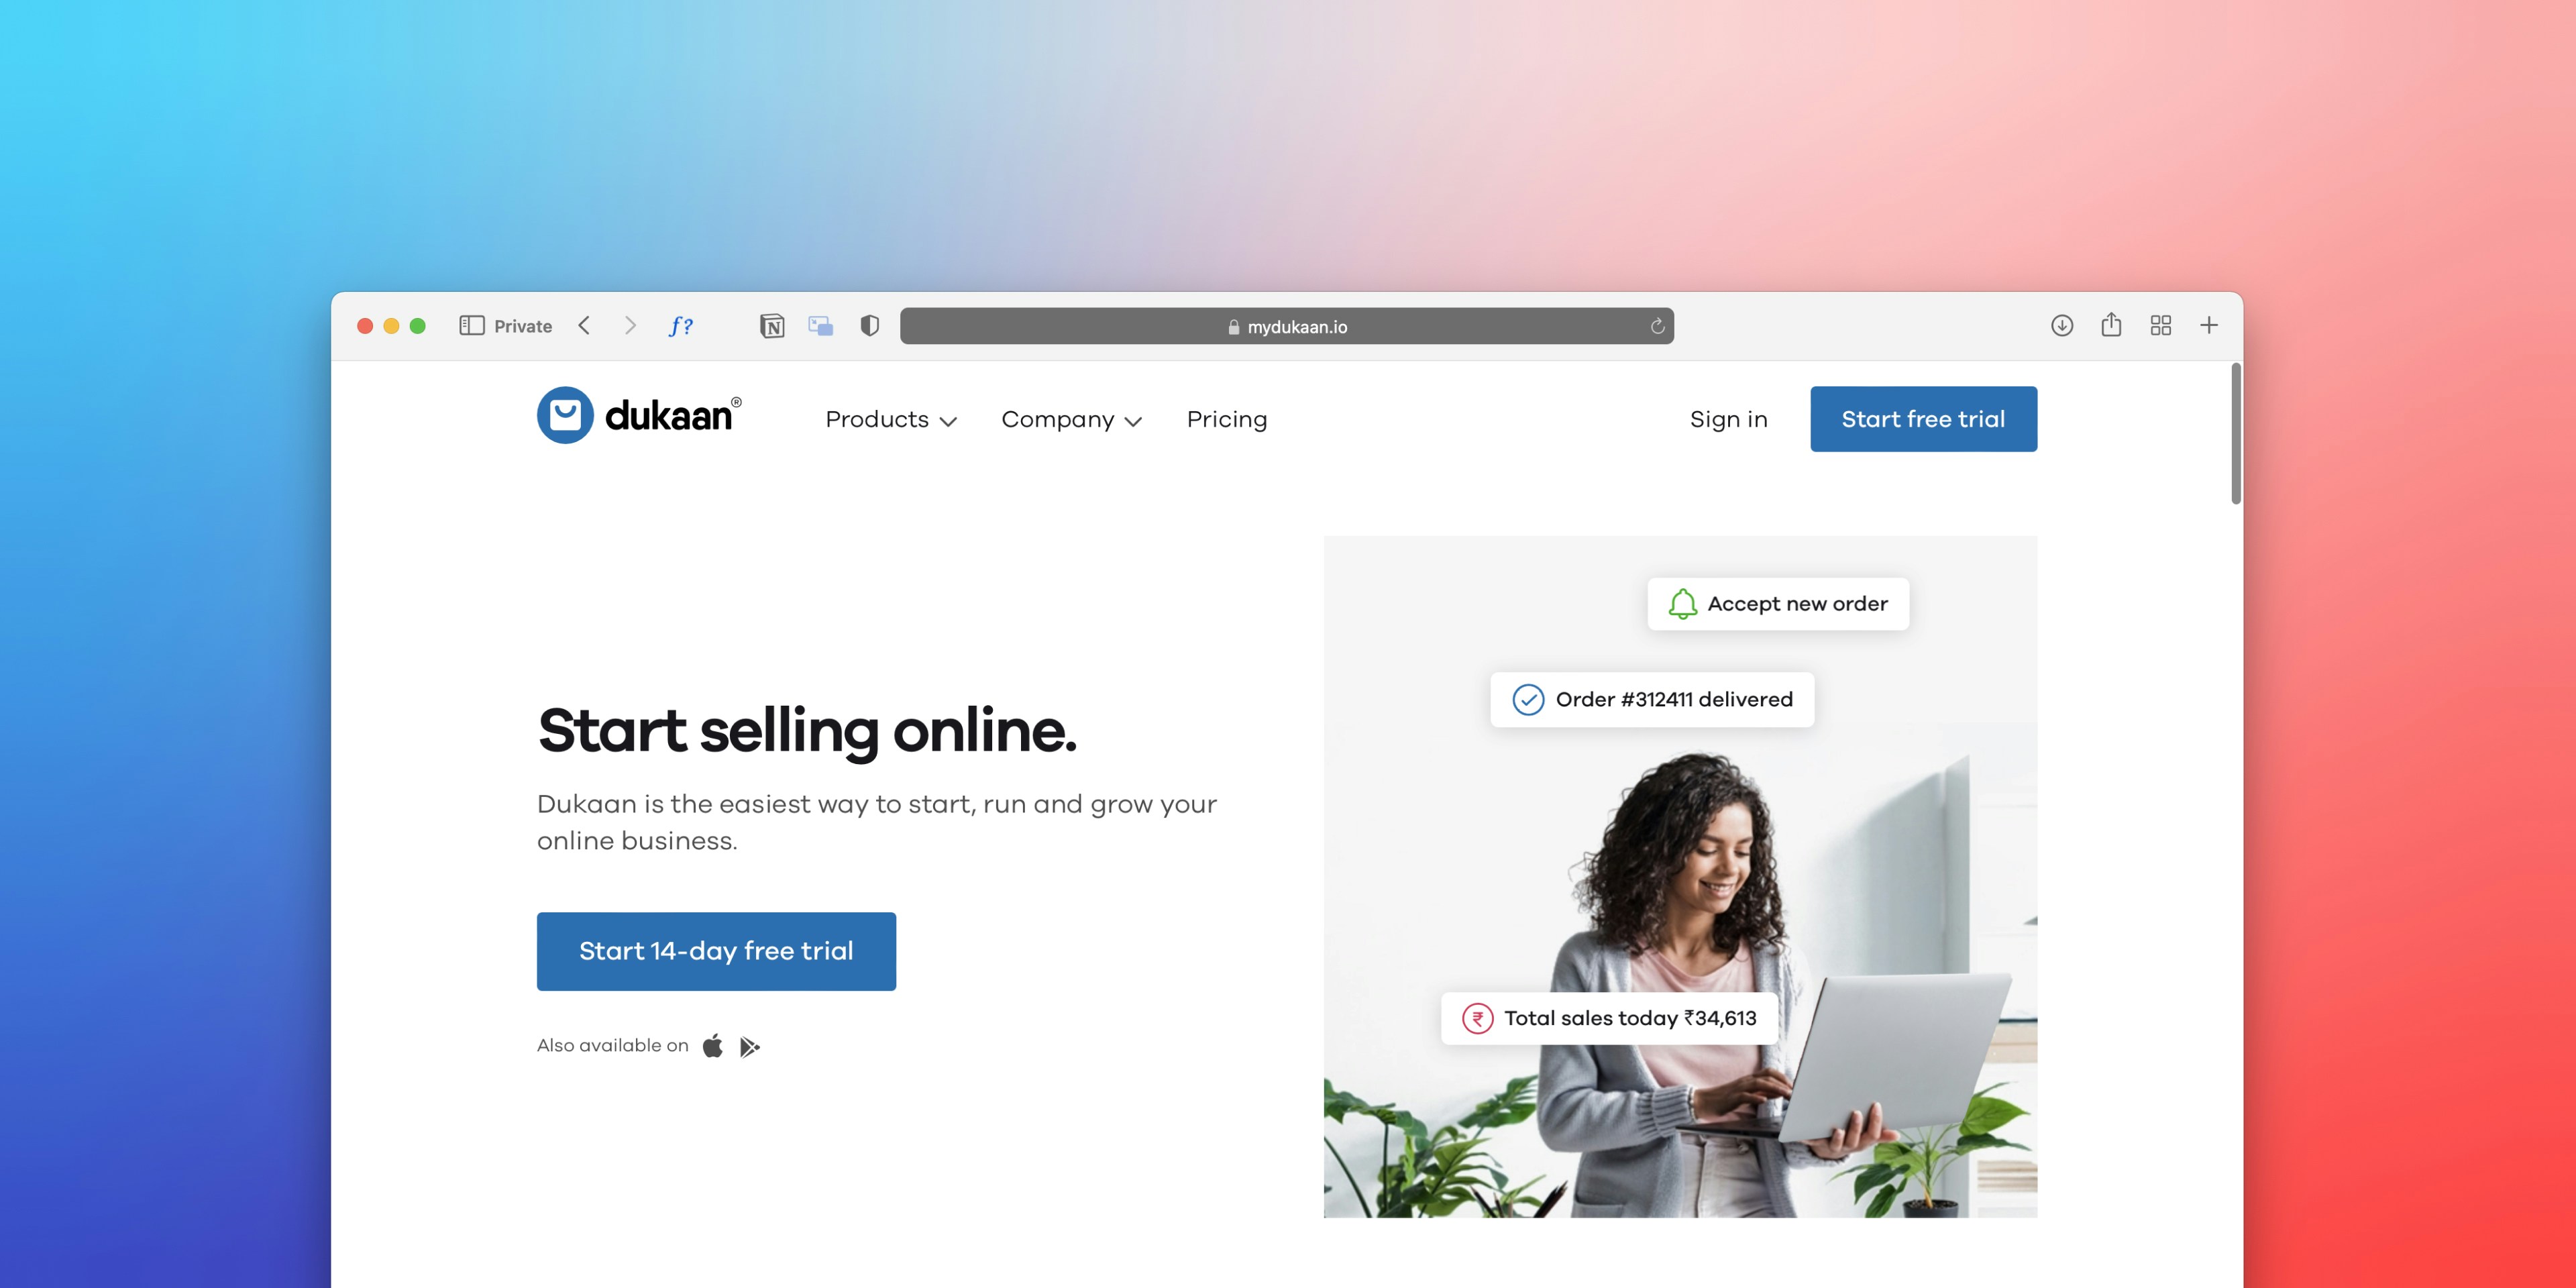 Private
f?
N
mydukaan.io
dukaan®
Products
Company
Pricing
Sign in
Start free trial
Accept new order
Order #312411 delivered
Start selling online.
Dukaan is the easiest way to start, run and grow your
online business.
Start 14-day free trial
₹ Total sales today ₹34,613
Also available on